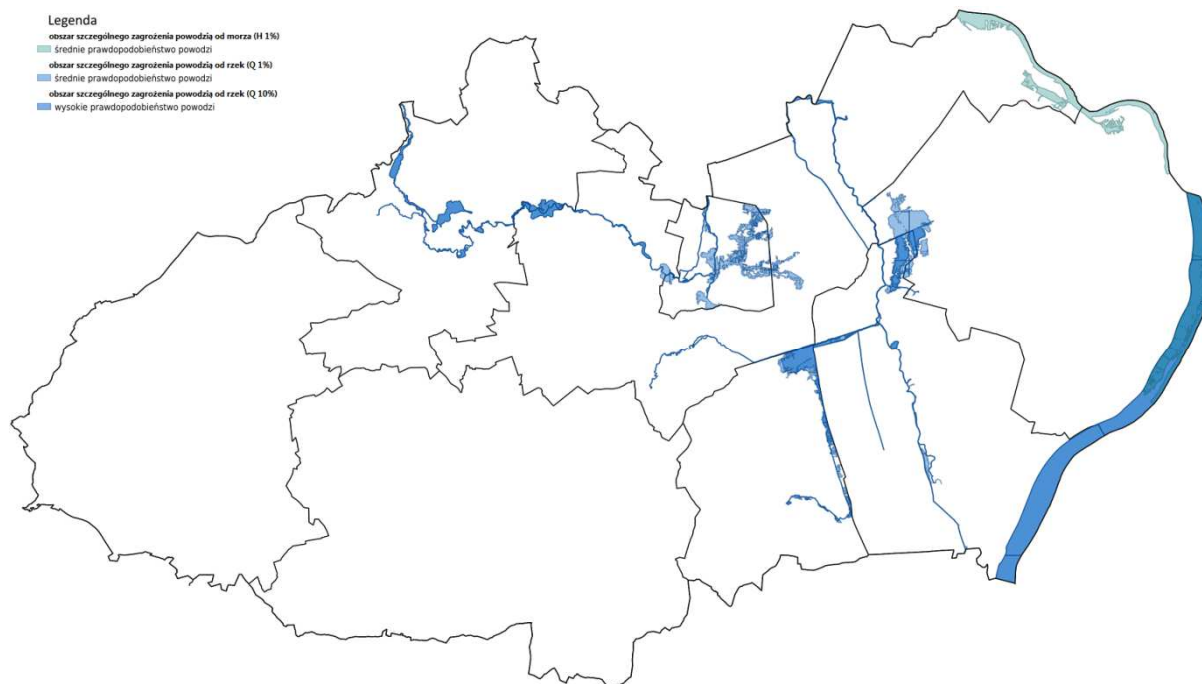 Legenda
obszar szczególnego zagrożenia powodzią od morza (H 1%)
średnie prawdopodobieństwo powodzi
obszar szczególnego zagrożenia powodzią od rzek (Q 1%)
średnie prawdopodobieństwo powodzi
obszar szczególnego zagrożenia powodzią od rzek (Q 10%)
wysokie prawdopodobieństwo powodzi